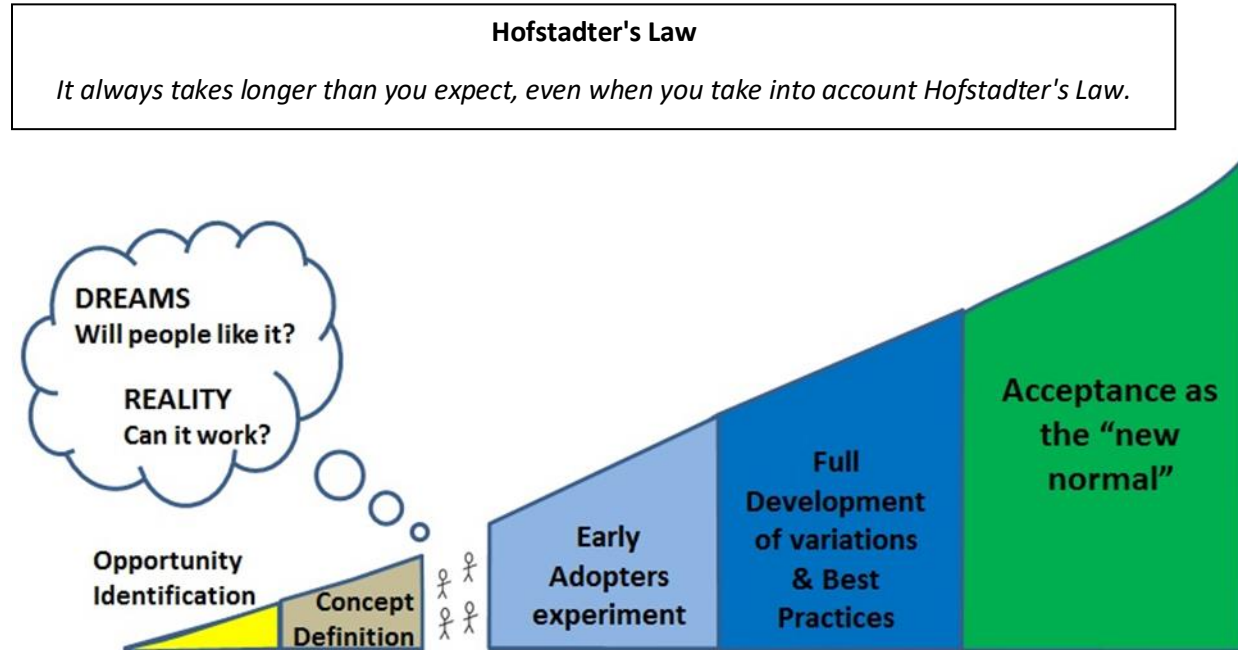 Hofstadter's Law
It always takes longer than you expect, even when you take into account Hofstadter's Law.
DREAMS
Will people like it?
REALITY
Can it work?
Opportunity
Identification
Concept
Definition
Early
Adopters
experiment
Full
Development
of variations
& Best
Practices
Acceptance as
the “new
normal”